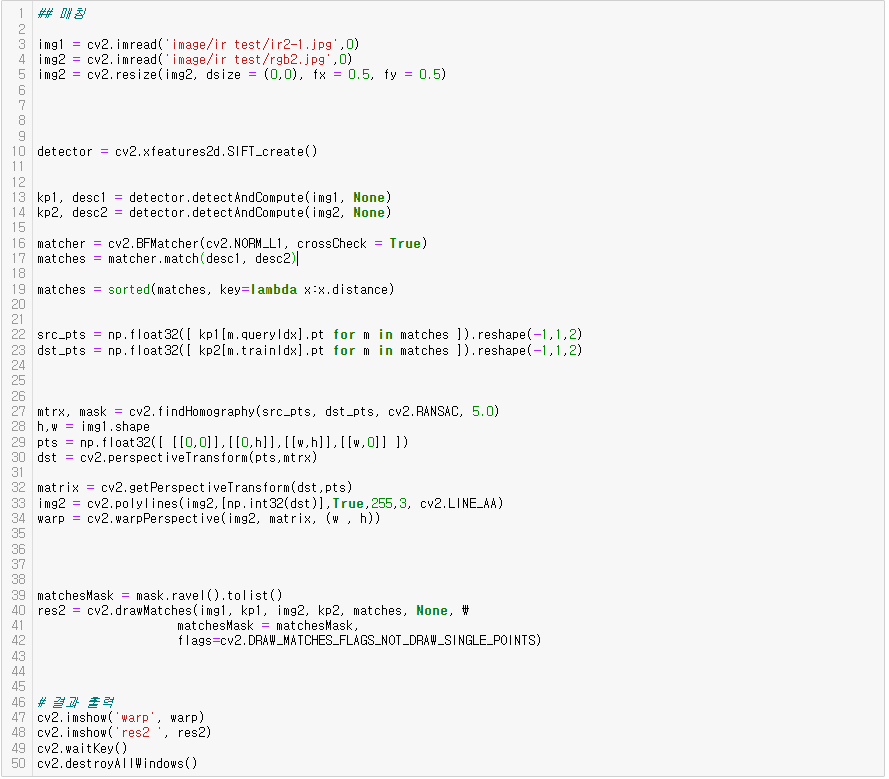 1 ## 매칭
2
3 img1 = cv2.imread('image/ir test/ir2-1.jpg',0)
4 img2 = cv2.imread('image/ir test/rgb2.jpg',0)
5 img2 = cv2.resize(img2, dsize = (0,0), fx = 0.5, fy = 0.5)
6
7
8
9
10 detector = cv2.xfeatures2d.SIFT_create()
11
12
13 kp1, desc1 = detector.detectAndCompute(img1, None)
14 kp2, desc2 = detector.detectAndCompute(img2, None)
15
16 matcher = cv2.BFMatcher(cv2.NORM_L1, crossCheck = True)
17 matches = matcher.match(desc1, desc2)
18
19 matches = sorted(matches, key=lambda x:x.distance)
20
21
22 src_pts = np.float32([ kp1[m.queryIdx].pt for m in matches ]).reshape(-1,1,2)
23 dst_pts = np.float32([ kp2[m.trainIdx].pt for m in matches ]).reshape(-1,1,2)
24
25
26
27 mtrx, mask = cv2.findHomography(src_pts, dst_pts, cv2.RANSAC, 5.0)
28 h,w = img1.shape
29 pts = np.float32([ [[0,0]],[[0,h]],[[w,h]],[[w,0]] ])
30 dst = cv2.perspectiveTransform(pts,mtrx)
31
32 matrix = cv2.getPerspectiveTransform(dst,pts)
33 img2 = cv2.polylines(img2,[np.int32(dst)],True,255,3, cv2.LINE_AA)
34 warp = cv2.warpPerspective(img2, matrix, (w , h))
35
36
37
38
39 matchesMask = mask.ravel().tolist()
40 res2 = cv2.drawMatches(img1, kp1, img2, kp2, matches, None, ₩
41 matchesMask = matchesMask,
42 flags=cv2.DRAW_MATCHES_FLAGS_NOT_DRAW_SINGLE_POINTS)
43
44
45
46 # 결과 출력
47 cv2.imshow('warp', warp)
48 cv2.imshow('res2 ', res2)
49 cv2.waitKey()
50 cv2.destroyAllWindows()